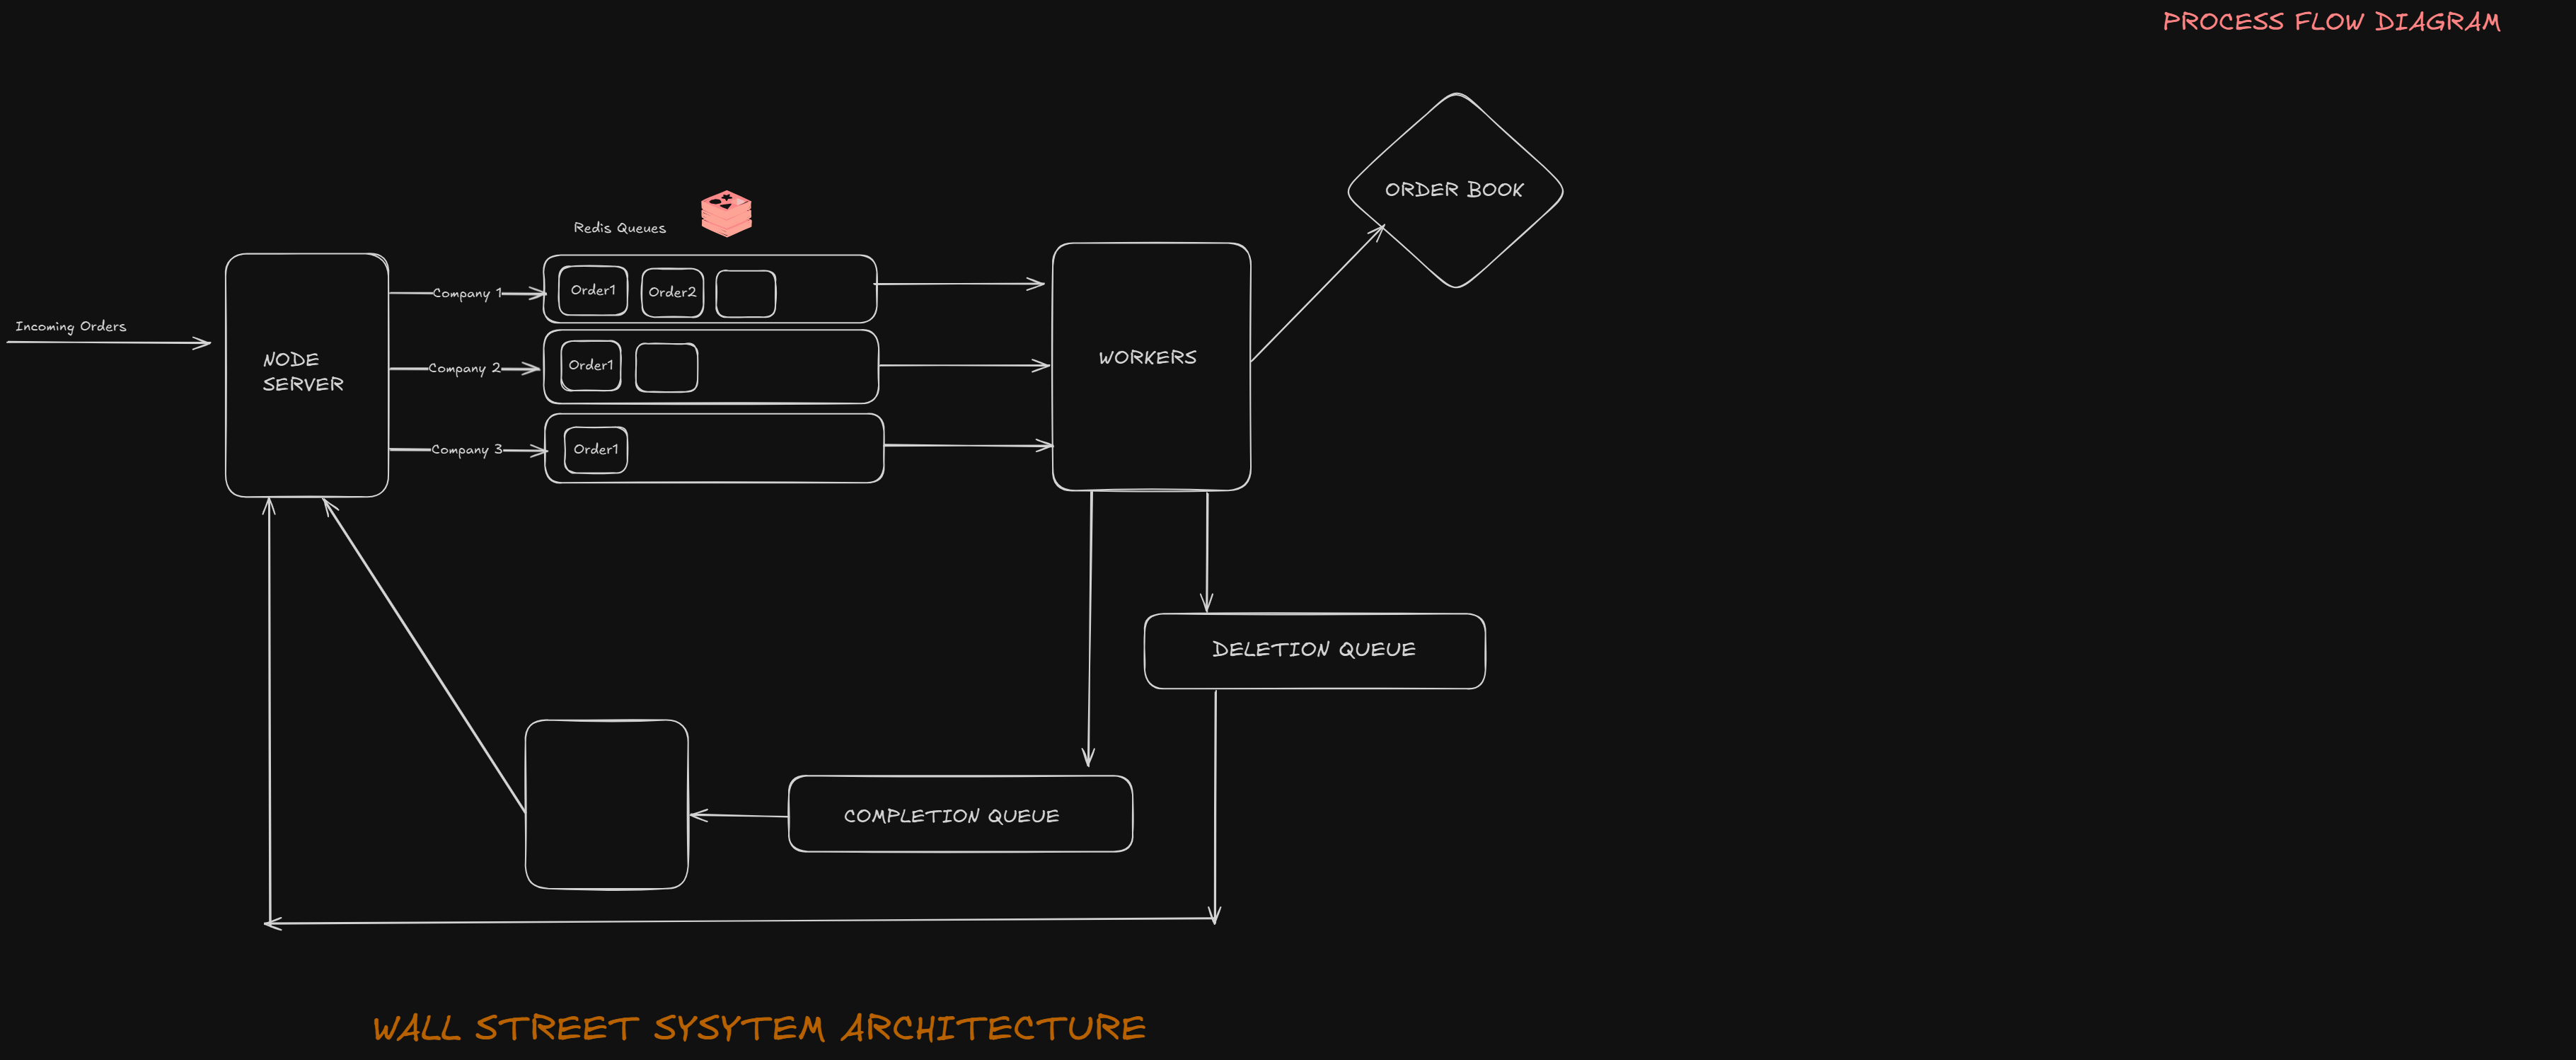 PROCESS FLOW DIAGRAM
ORDER BOOK
Redis Queues
Incoming Orders
NODE
SERVER
Company 1
Order1
Order2
Company 2
Order1
Company 3
Order1
WORKERS
DELETION QUEUE
COMPLETION QUEUE
WALL STREET SYSYTEM ARCHITECTURE